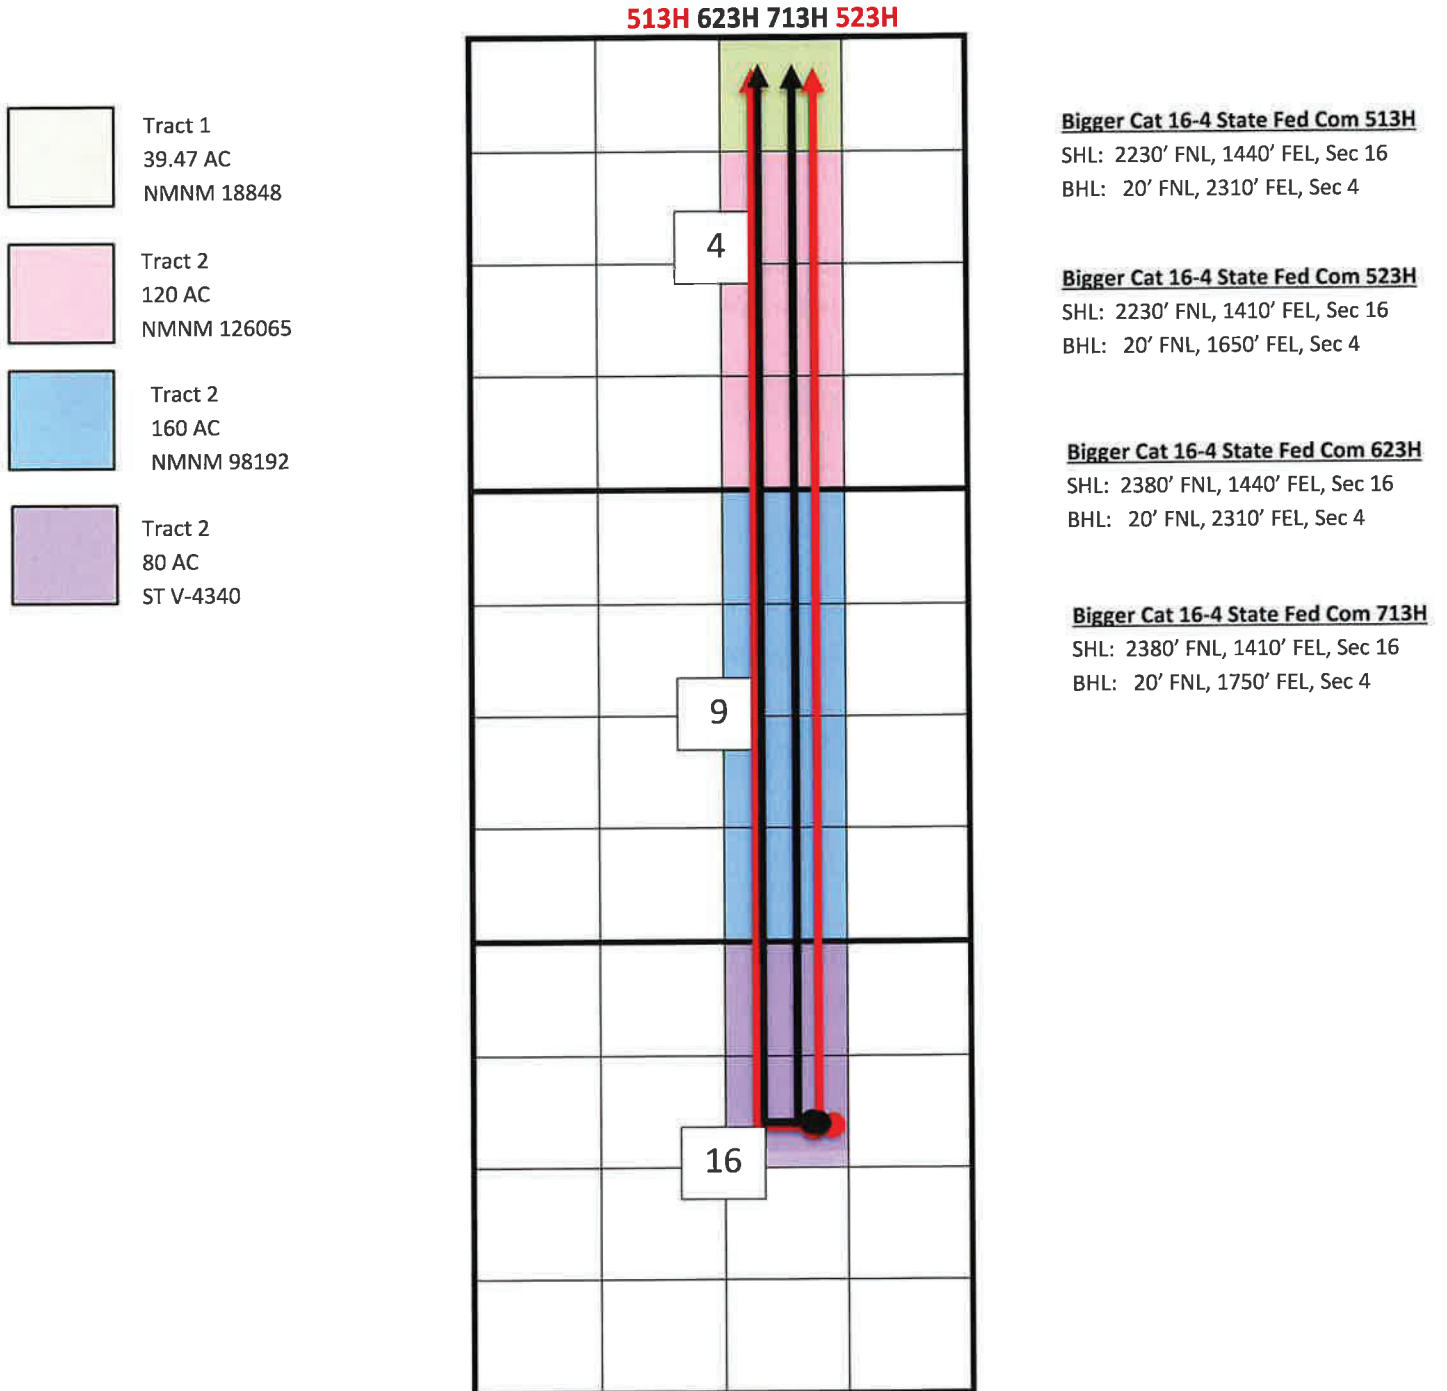 513H 623H 713H 523H
Tract 1
39.47 AC
NMNM 18848
Tract 2
120 AC
NMNM 126065
Tract 2
160 AC
NMNM 98192
Tract 2
80 AC
ST V-4340
4
9
16
Bigger Cat 16-4 State Fed Com 513H
SHL: 2230' FNL, 1440' FEL, Sec 16
BHL: 20' FNL, 2310' FEL, Sec 4
Bigger Cat 16-4 State Fed Com 523H
SHL: 2230' FNL, 1410' FEL, Sec 16
BHL: 20' FNL, 1650' FEL, Sec 4
Bigger Cat 16-4 State Fed Com 623H
SHL: 2380' FNL, 1440' FEL, Sec 16
BHL: 20' FNL, 2310' FEL, Sec 4
Bigger Cat 16-4 State Fed Com 713H
SHL: 2380' FNL, 1410' FEL, Sec 16
BHL: 20' FNL, 1750' FEL, Sec 4